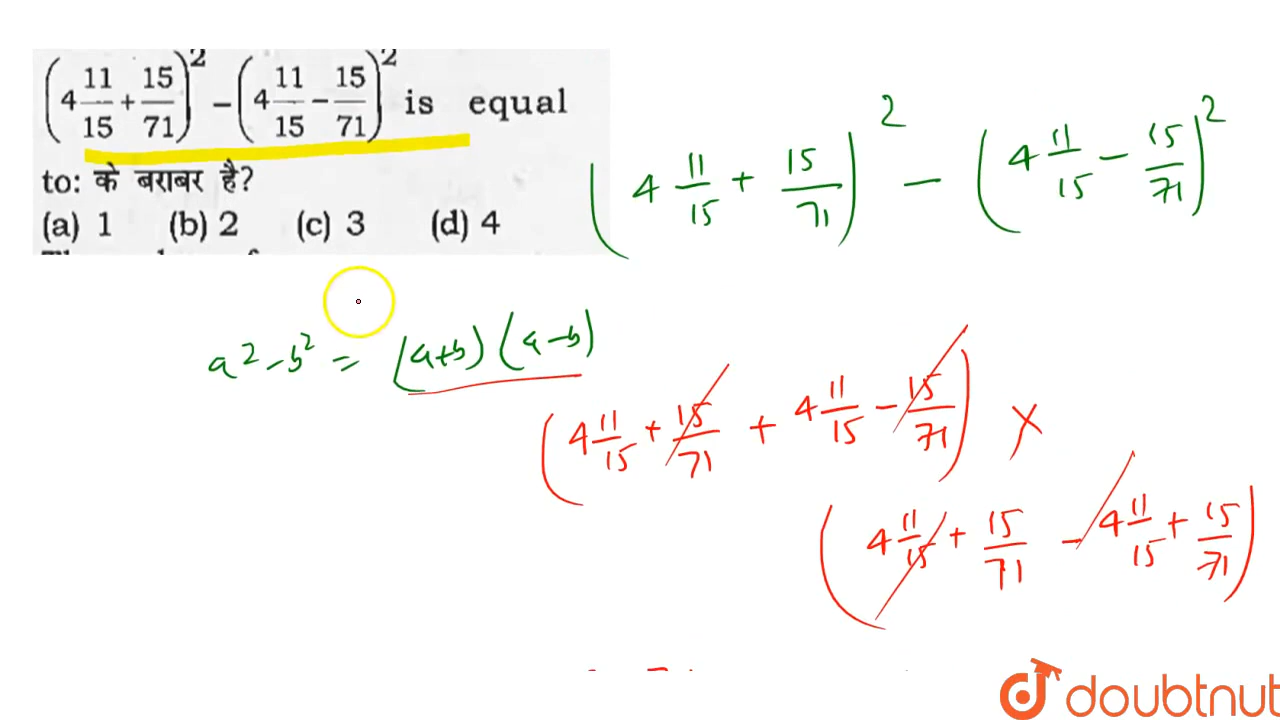 (4 11/15 + 15/71)² − (4 11/15 − 15/71)² is equal
to: के बराबर है?
(a) 1 (b) 2 (c) 3 (d) 4
(4 11/15 + 15/71)² − (4 11/15 − 15/71)²
a² − b² = (a+b)(a−b)
(4 11/15 + 15/71 + 4 11/15 − 15/71) ×
(4 11/15 + 15/71 − 4 11/15 + 15/71)
doubtnut